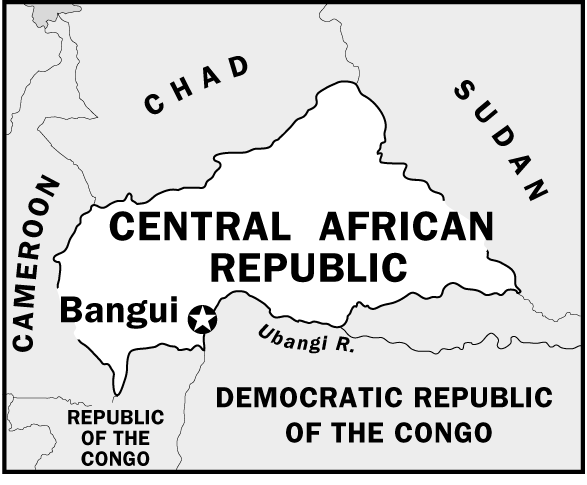 CHAD
SUDAN
CAMEROON
CENTRAL AFRICAN
REPUBLIC
Bangui
Ubangi R.
DEMOCRATIC REPUBLIC
OF THE CONGO
REPUBLIC
OF THE
CONGO